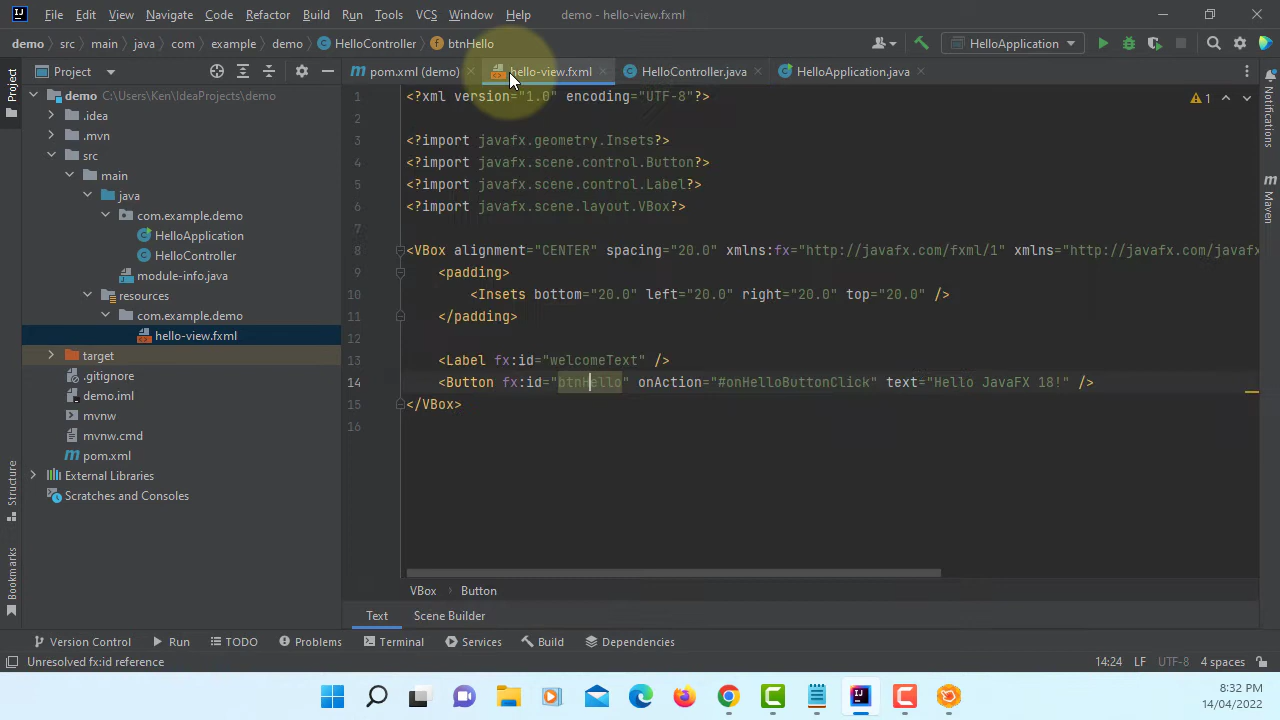 File Edit View Navigate Code Refactor Build Run Tools VCS Window Help demo - hello-view.fxml
demo src main java com example demo HelloController btnHello HelloApplication
Project
pom.xml (demo) hello-view.fxml HelloController.java HelloApplication.java
Project
demo C:\Users\Ken\IdeaProjects\demo
.idea
.mvn
src
main
java
com.example.demo
HelloApplication
HelloController
module-info.java
resources
com.example.demo
hello-view.fxml
target
.gitignore
demo.iml
mvnw
mvnw.cmd
pom.xml
External Libraries
Scratches and Consoles
Structure
Bookmarks
1 <?xml version="1.0" encoding="UTF-8"?>
2
3 <?import javafx.geometry.Insets?>
4 <?import javafx.scene.control.Button?>
5 <?import javafx.scene.control.Label?>
6 <?import javafx.scene.layout.VBox?>
7
8 <VBox alignment="CENTER" spacing="20.0" xmlns:fx="http://javafx.com/fxml/1" xmlns="http://javafx.com/javafx
9 <padding>
10 <Insets bottom="20.0" left="20.0" right="20.0" top="20.0" />
11 </padding>
12
13 <Label fx:id="welcomeText" />
14 <Button fx:id="btnHello" onAction="#onHelloButtonClick" text="Hello JavaFX 18!" />
15 </VBox>
16
1
Notifications
Maven
VBox Button
Text Scene Builder
Version Control Run TODO Problems Terminal Services Build Dependencies
Unresolved fx:id reference 14:24 LF UTF-8 4 spaces
8:32 PM
14/04/2022